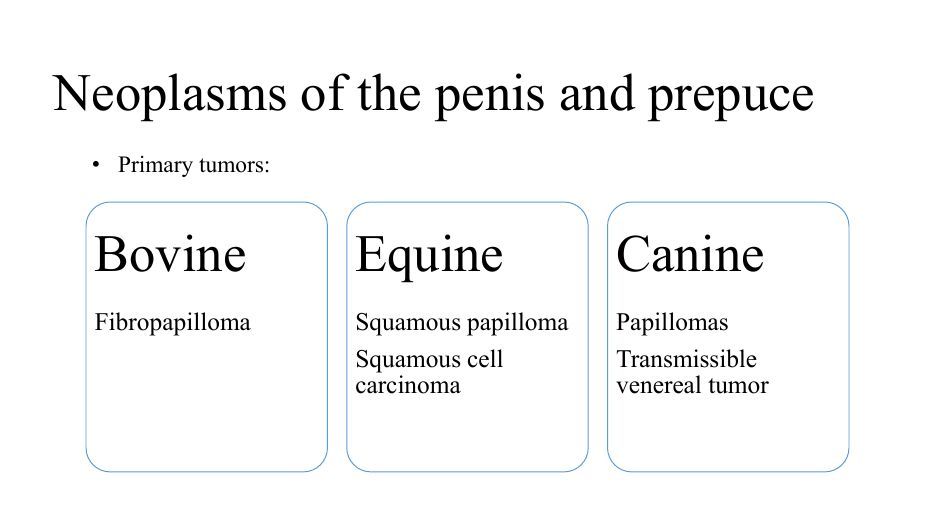 Neoplasms of the penis and prepuce
• Primary tumors:
Bovine
Fibropapilloma
Equine
Squamous papilloma
Squamous cell
carcinoma
Canine
Papillomas
Transmissible
venereal tumor